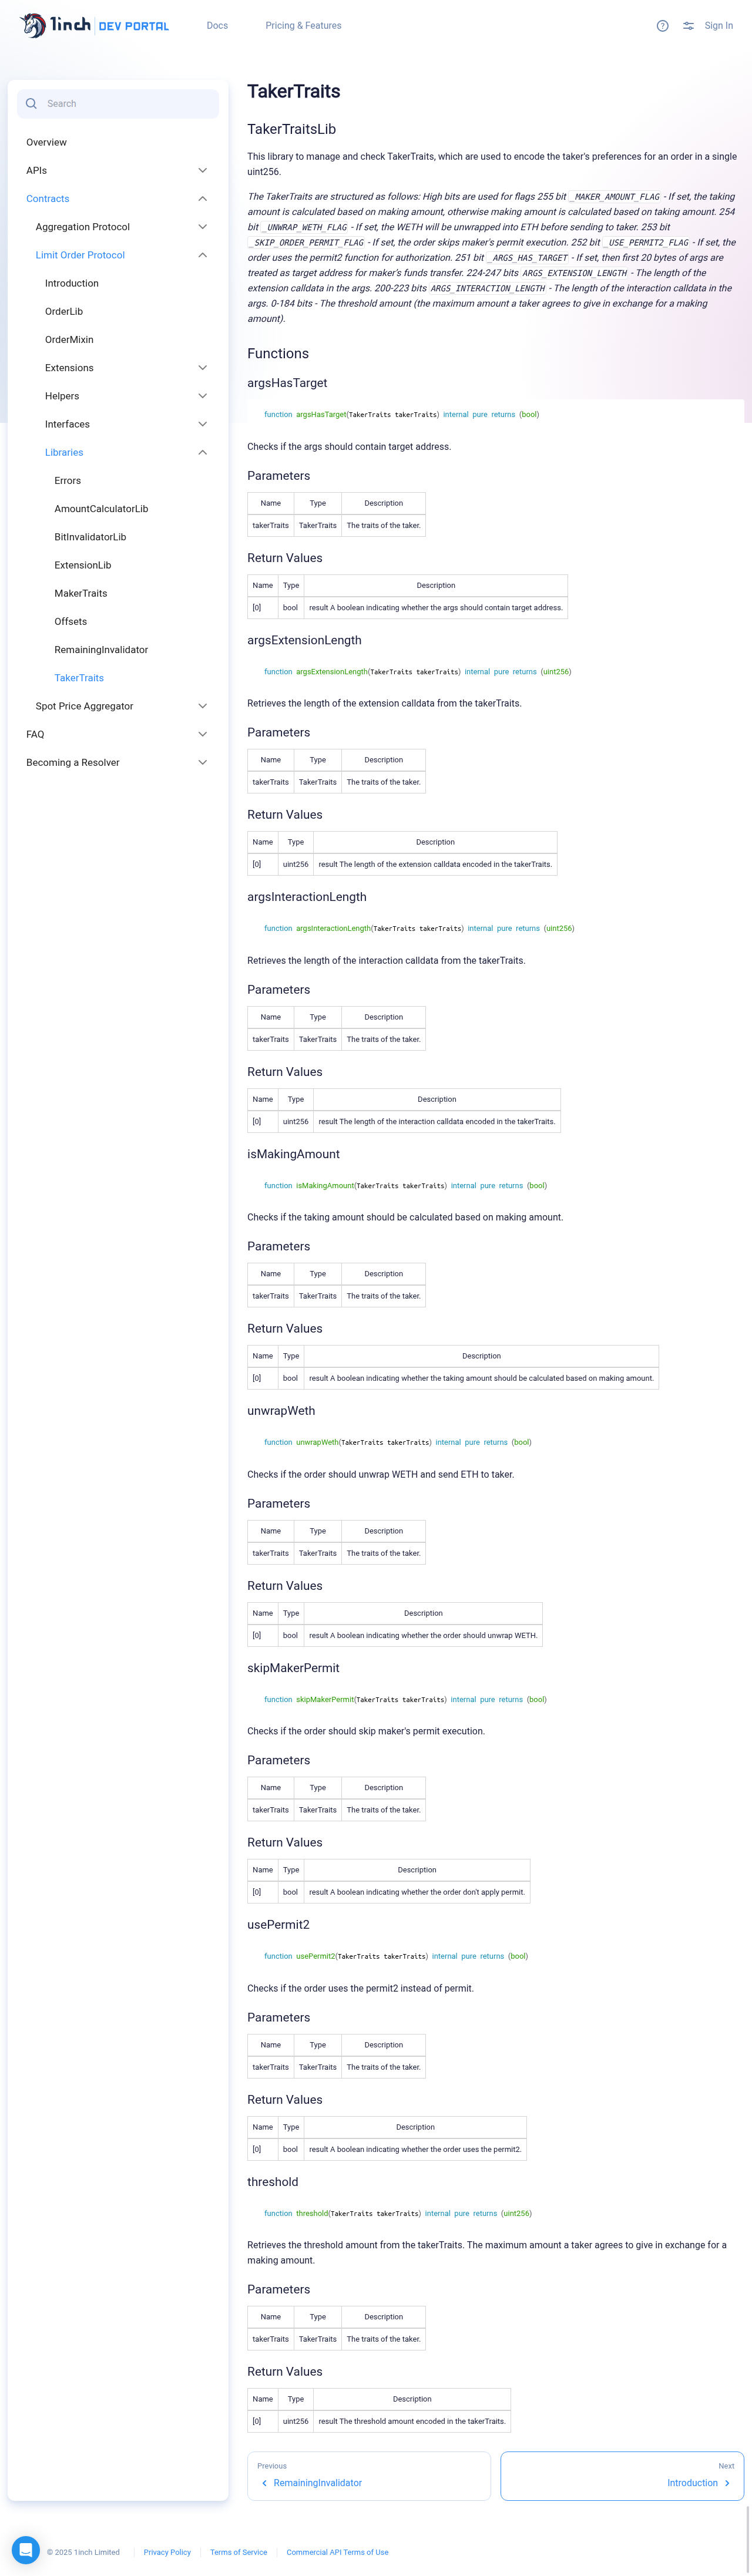 1inch DEV PORTAL
Docs
Pricing & Features
Sign In
Search
Overview
APIs
Contracts
Aggregation Protocol
Limit Order Protocol
Introduction
OrderLib
OrderMixin
Extensions
Helpers
Interfaces
Libraries
Errors
AmountCalculatorLib
BitInvalidatorLib
ExtensionLib
MakerTraits
Offsets
RemainingInvalidator
TakerTraits
Spot Price Aggregator
FAQ
Becoming a Resolver
TakerTraits
TakerTraitsLib
This library to manage and check TakerTraits, which are used to encode the taker's preferences for an order in a single
uint256.
The TakerTraits are structured as follows: High bits are used for flags 255 bit _MAKER_AMOUNT_FLAG - If set, the taking
amount is calculated based on making amount, otherwise making amount is calculated based on taking amount. 254
bit _UNWRAP_WETH_FLAG - If set, the WETH will be unwrapped into ETH before sending to taker. 253 bit
_SKIP_ORDER_PERMIT_FLAG - If set, the order skips maker's permit execution. 252 bit _USE_PERMIT2_FLAG - If set, the
order uses the permit2 function for authorization. 251 bit _ARGS_HAS_TARGET - If set, then first 20 bytes of args are
treated as target address for maker's funds transfer. 224-247 bits ARGS_EXTENSION_LENGTH - The length of the
extension calldata in the args. 200-223 bits ARGS_INTERACTION_LENGTH - The length of the interaction calldata in the
args. 0-184 bits - The threshold amount (the maximum amount a taker agrees to give in exchange for a making
amount).
Functions
argsHasTarget
function argsHasTarget(TakerTraits takerTraits) internal pure returns (bool)
Checks if the args should contain target address.
Parameters
Name Type Description
takerTraits TakerTraits The traits of the taker.
Return Values
Name Type Description
[0] bool result A boolean indicating whether the args should contain target address.
argsExtensionLength
function argsExtensionLength(TakerTraits takerTraits) internal pure returns (uint256)
Retrieves the length of the extension calldata from the takerTraits.
Parameters
Name Type Description
takerTraits TakerTraits The traits of the taker.
Return Values
Name Type Description
[0] uint256 result The length of the extension calldata encoded in the takerTraits.
argsInteractionLength
function argsInteractionLength(TakerTraits takerTraits) internal pure returns (uint256)
Retrieves the length of the interaction calldata from the takerTraits.
Parameters
Name Type Description
takerTraits TakerTraits The traits of the taker.
Return Values
Name Type Description
[0] uint256 result The length of the interaction calldata encoded in the takerTraits.
isMakingAmount
function isMakingAmount(TakerTraits takerTraits) internal pure returns (bool)
Checks if the taking amount should be calculated based on making amount.
Parameters
Name Type Description
takerTraits TakerTraits The traits of the taker.
Return Values
Name Type Description
[0] bool result A boolean indicating whether the taking amount should be calculated based on making amount.
unwrapWeth
function unwrapWeth(TakerTraits takerTraits) internal pure returns (bool)
Checks if the order should unwrap WETH and send ETH to taker.
Parameters
Name Type Description
takerTraits TakerTraits The traits of the taker.
Return Values
Name Type Description
[0] bool result A boolean indicating whether the order should unwrap WETH.
skipMakerPermit
function skipMakerPermit(TakerTraits takerTraits) internal pure returns (bool)
Checks if the order should skip maker's permit execution.
Parameters
Name Type Description
takerTraits TakerTraits The traits of the taker.
Return Values
Name Type Description
[0] bool result A boolean indicating whether the order don't apply permit.
usePermit2
function usePermit2(TakerTraits takerTraits) internal pure returns (bool)
Checks if the order uses the permit2 instead of permit.
Parameters
Name Type Description
takerTraits TakerTraits The traits of the taker.
Return Values
Name Type Description
[0] bool result A boolean indicating whether the order uses the permit2.
threshold
function threshold(TakerTraits takerTraits) internal pure returns (uint256)
Retrieves the threshold amount from the takerTraits. The maximum amount a taker agrees to give in exchange for a
making amount.
Parameters
Name Type Description
takerTraits TakerTraits The traits of the taker.
Return Values
Name Type Description
[0] uint256 result The threshold amount encoded in the takerTraits.
Previous
RemainingInvalidator
Next
Introduction
© 2025 1inch Limited
Privacy Policy
Terms of Service
Commercial API Terms of Use